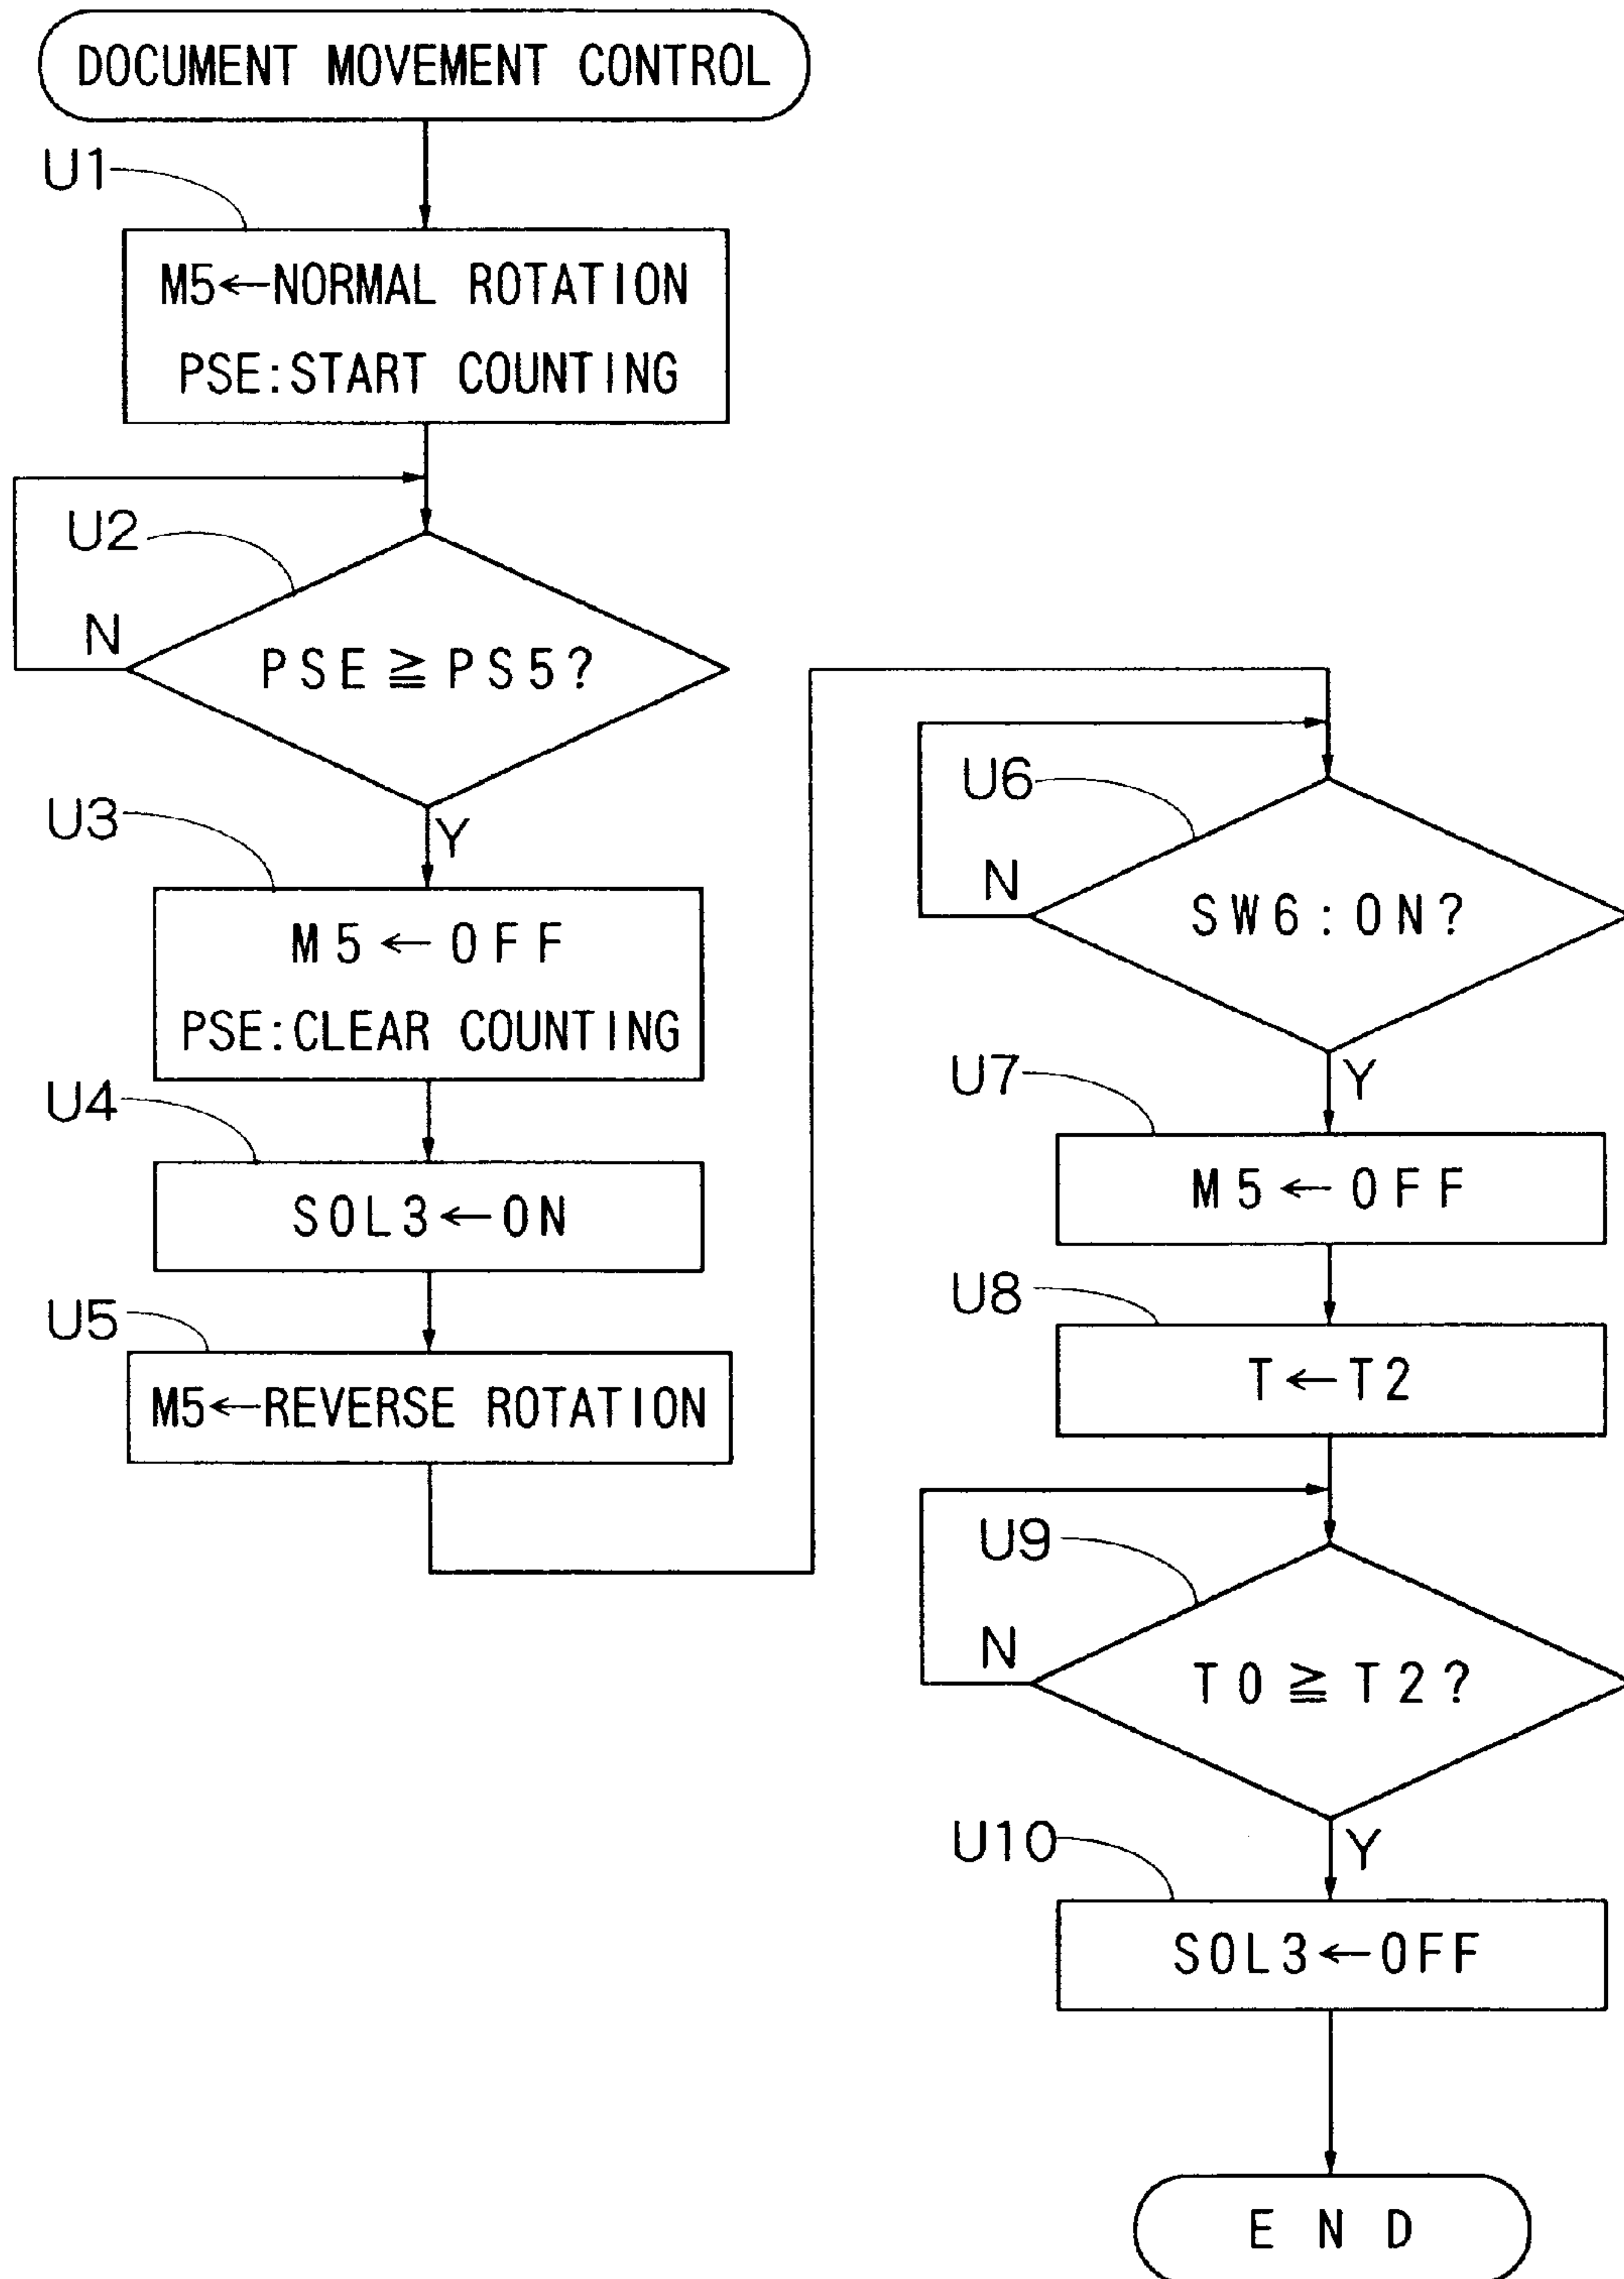 DOCUMENT MOVEMENT CONTROL
U1
M5←NORMAL ROTATION
PSE:START COUNTING
U2
N
PSE≧PS5?
Y
U3
M5←OFF
PSE:CLEAR COUNTING
U4
SOL3←ON
U5
M5←REVERSE ROTATION
U6
N
SW6:ON?
Y
U7
M5←OFF
U8
T←T2
U9
N
T0≧T2?
Y
U10
SOL3←OFF
END